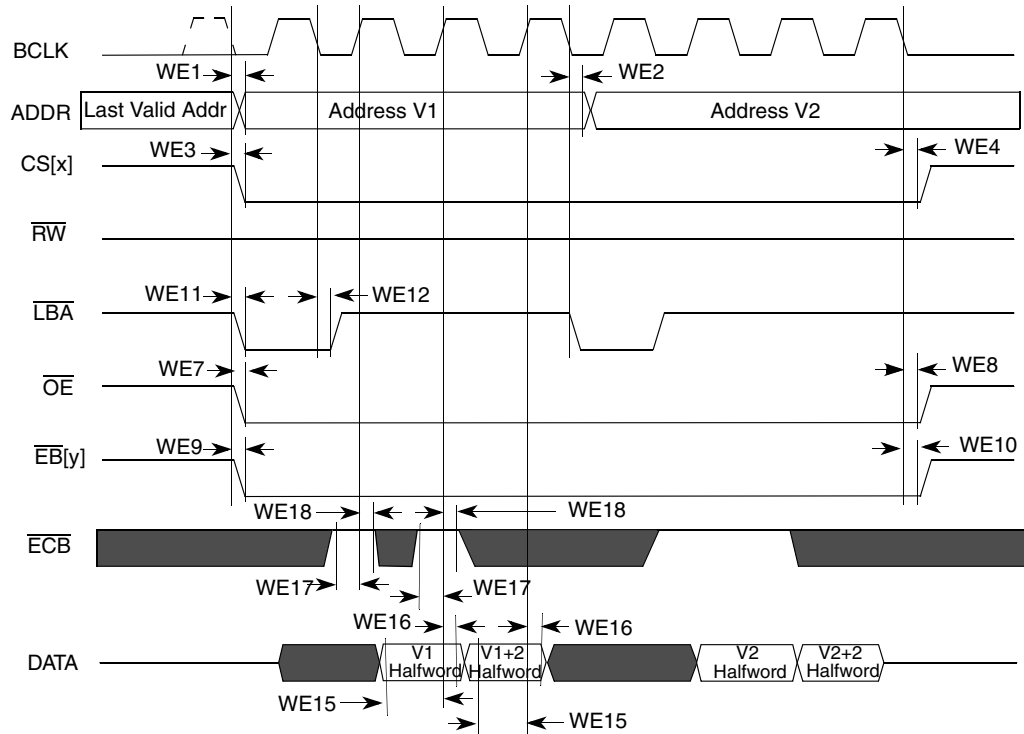 BCLK
WE1
WE2
ADDR
Last Valid Addr
Address V1
Address V2
WE3
WE4
CS[x]
RW
WE11
WE12
LBA
WE7
WE8
OE
WE9
WE10
EB[y]
WE18
WE18
ECB
WE17
WE17
WE16
WE16
DATA
V1
Halfword
V1+2
Halfword
V2
Halfword
V2+2
Halfword
WE15
WE15